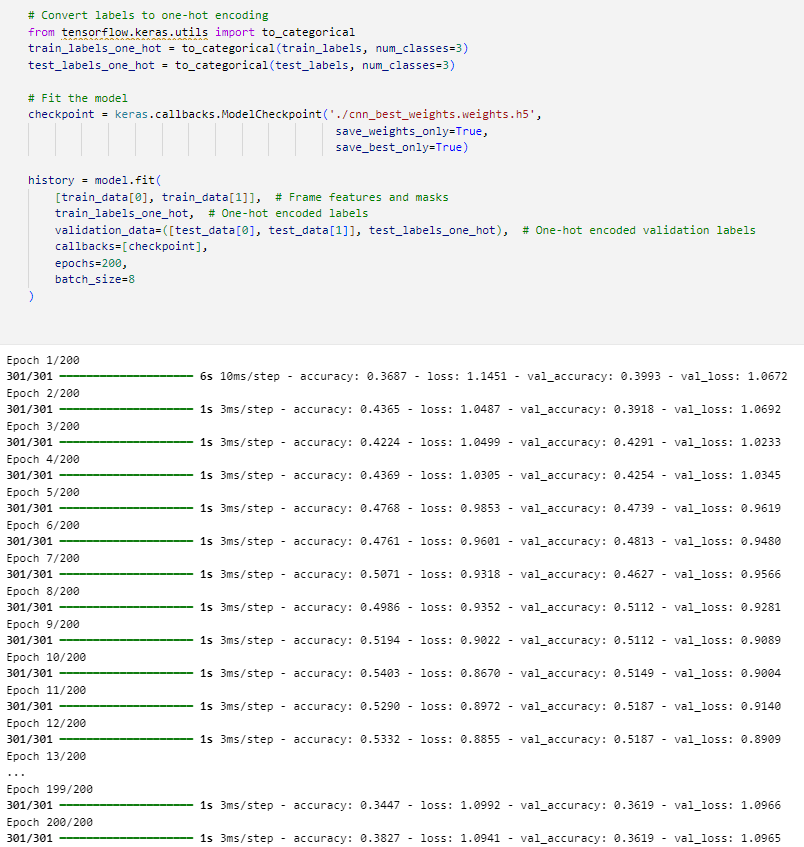 # Convert labels to one-hot encoding
from tensorflow.keras.utils import to_categorical
train_labels_one_hot = to_categorical(train_labels, num_classes=3)
test_labels_one_hot = to_categorical(test_labels, num_classes=3)
# Fit the model
checkpoint = keras.callbacks.ModelCheckpoint('./cnn_best_weights.weights.h5',
save_weights_only=True,
save_best_only=True)
history = model.fit(
[train_data[0], train_data[1]],  # Frame features and masks
train_labels_one_hot,  # One-hot encoded labels
validation_data=([test_data[0], test_data[1]], test_labels_one_hot),  # One-hot encoded validation labels
callbacks=[checkpoint],
epochs=200,
batch_size=8
)
Epoch 1/200
301/301 ━━━━━━━━━━━━━━━━━━━━ 6s 10ms/step - accuracy: 0.3687 - loss: 1.1451 - val_accuracy: 0.3993 - val_loss: 1.0672
Epoch 2/200
301/301 ━━━━━━━━━━━━━━━━━━━━ 1s 3ms/step - accuracy: 0.4365 - loss: 1.0487 - val_accuracy: 0.3918 - val_loss: 1.0692
Epoch 3/200
301/301 ━━━━━━━━━━━━━━━━━━━━ 1s 3ms/step - accuracy: 0.4224 - loss: 1.0499 - val_accuracy: 0.4291 - val_loss: 1.0233
Epoch 4/200
301/301 ━━━━━━━━━━━━━━━━━━━━ 1s 3ms/step - accuracy: 0.4369 - loss: 1.0305 - val_accuracy: 0.4254 - val_loss: 1.0345
Epoch 5/200
301/301 ━━━━━━━━━━━━━━━━━━━━ 1s 3ms/step - accuracy: 0.4768 - loss: 0.9853 - val_accuracy: 0.4739 - val_loss: 0.9619
Epoch 6/200
301/301 ━━━━━━━━━━━━━━━━━━━━ 1s 3ms/step - accuracy: 0.4761 - loss: 0.9601 - val_accuracy: 0.4813 - val_loss: 0.9480
Epoch 7/200
301/301 ━━━━━━━━━━━━━━━━━━━━ 1s 3ms/step - accuracy: 0.5071 - loss: 0.9318 - val_accuracy: 0.4627 - val_loss: 0.9566
Epoch 8/200
301/301 ━━━━━━━━━━━━━━━━━━━━ 1s 3ms/step - accuracy: 0.4986 - loss: 0.9352 - val_accuracy: 0.5112 - val_loss: 0.9281
Epoch 9/200
301/301 ━━━━━━━━━━━━━━━━━━━━ 1s 3ms/step - accuracy: 0.5194 - loss: 0.9022 - val_accuracy: 0.5112 - val_loss: 0.9089
Epoch 10/200
301/301 ━━━━━━━━━━━━━━━━━━━━ 1s 3ms/step - accuracy: 0.5403 - loss: 0.8670 - val_accuracy: 0.5149 - val_loss: 0.9004
Epoch 11/200
301/301 ━━━━━━━━━━━━━━━━━━━━ 1s 3ms/step - accuracy: 0.5290 - loss: 0.8972 - val_accuracy: 0.5187 - val_loss: 0.9140
Epoch 12/200
301/301 ━━━━━━━━━━━━━━━━━━━━ 1s 3ms/step - accuracy: 0.5332 - loss: 0.8855 - val_accuracy: 0.5187 - val_loss: 0.8909
Epoch 13/200
...
Epoch 199/200
301/301 ━━━━━━━━━━━━━━━━━━━━ 1s 3ms/step - accuracy: 0.3447 - loss: 1.0992 - val_accuracy: 0.3619 - val_loss: 1.0966
Epoch 200/200
301/301 ━━━━━━━━━━━━━━━━━━━━ 1s 3ms/step - accuracy: 0.3827 - loss: 1.0941 - val_accuracy: 0.3619 - val_loss: 1.0965